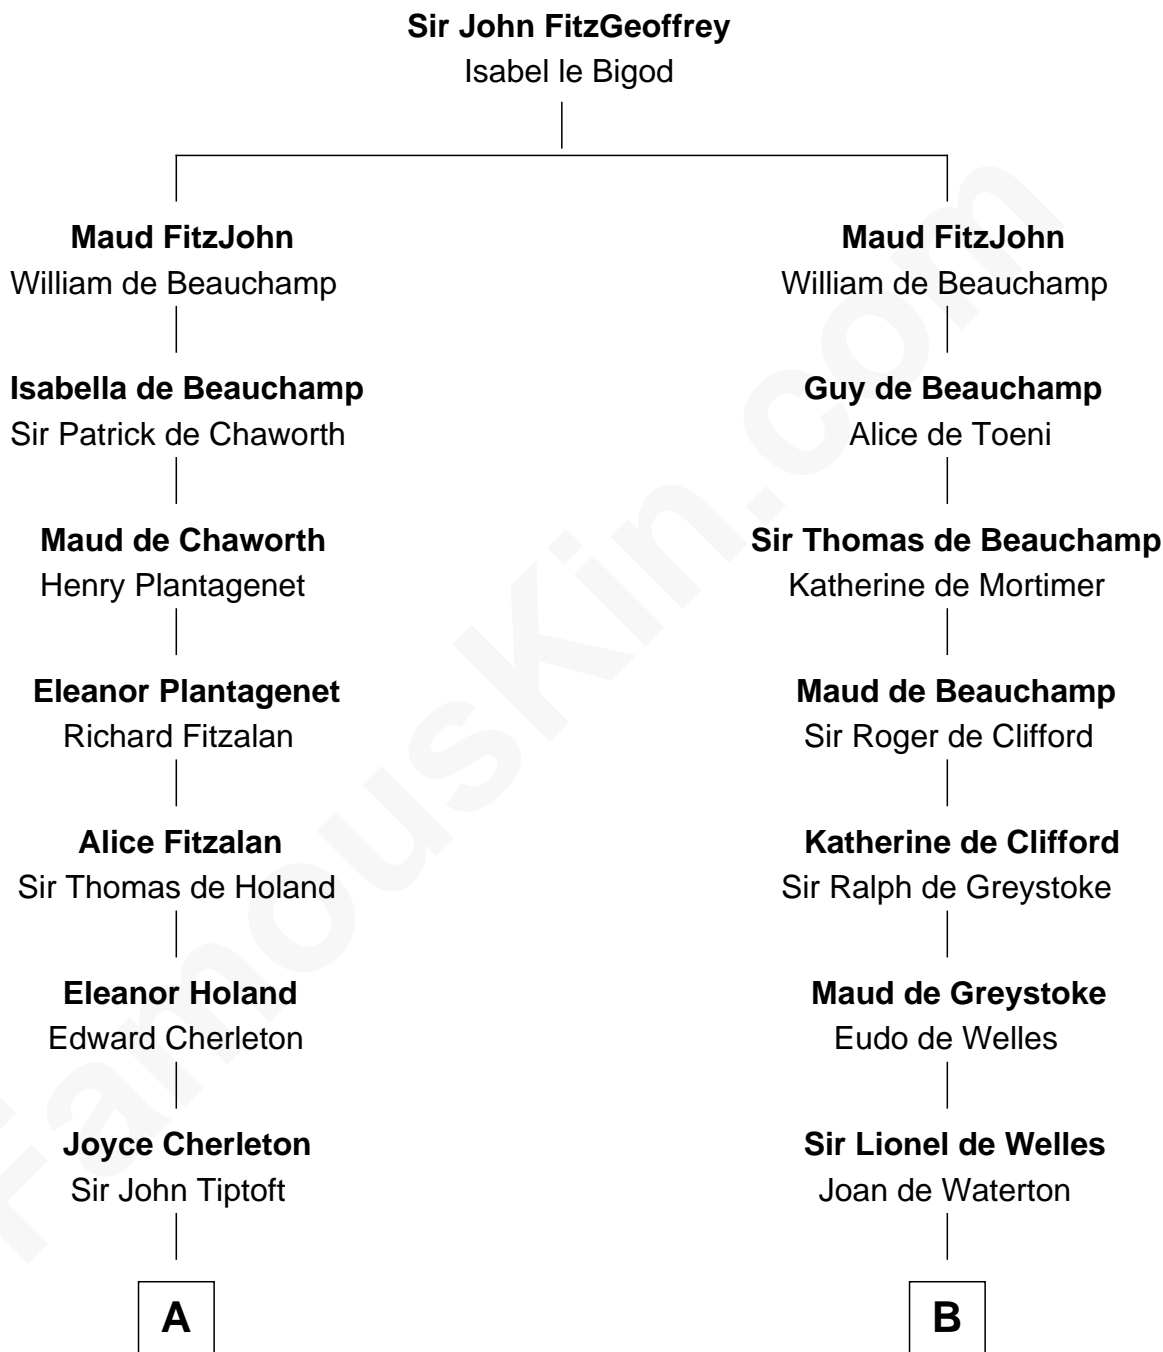 Sir John FitzGeoffrey
Isabel le Bigod
Maud FitzJohn
William de Beauchamp
Maud FitzJohn
William de Beauchamp
Isabella de Beauchamp
Sir Patrick de Chaworth
Guy de Beauchamp
Alice de Toeni
Maud de Chaworth
Henry Plantagenet
Sir Thomas de Beauchamp
Katherine de Mortimer
Eleanor Plantagenet
Richard Fitzalan
Maud de Beauchamp
Sir Roger de Clifford
Alice Fitzalan
Sir Thomas de Holand
Katherine de Clifford
Sir Ralph de Greystoke
Eleanor Holand
Edward Cherleton
Maud de Greystoke
Eudo de Welles
Joyce Cherleton
Sir John Tiptoft
Sir Lionel de Welles
Joan de Waterton
A
B
FamousKin.com